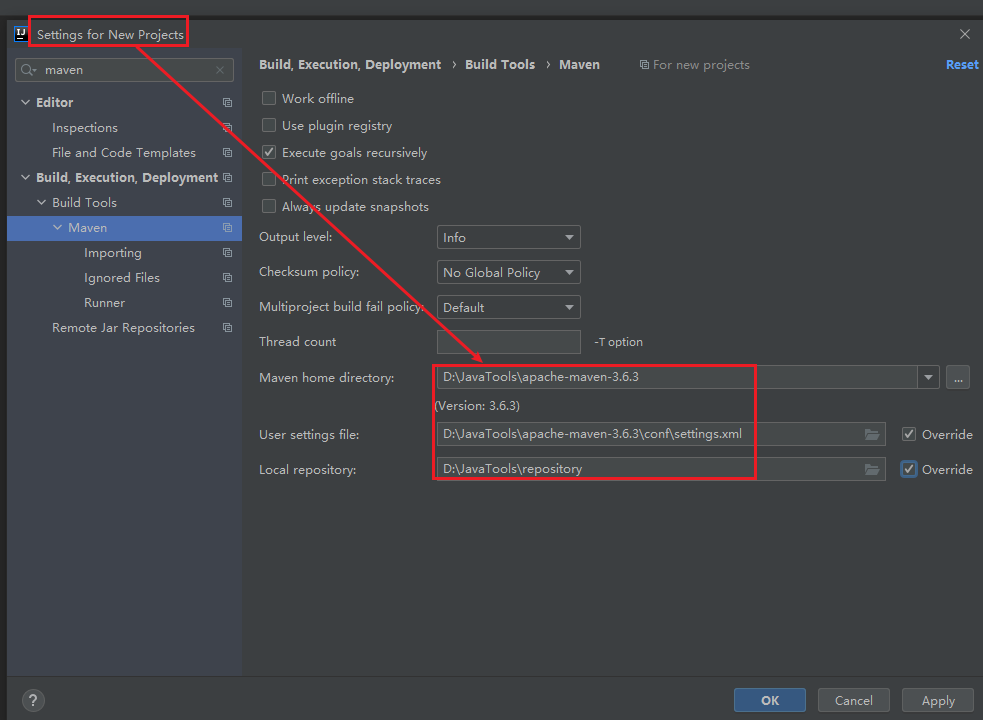 Settings for New Projects
maven
Editor
Inspections
File and Code Templates
Build, Execution, Deployment
Build Tools
Maven
Importing
Ignored Files
Runner
Remote Jar Repositories
Build, Execution, Deployment › Build Tools › Maven For new projects Reset
Work offline
Use plugin registry
Execute goals recursively
Print exception stack traces
Always update snapshots
Output level: Info
Checksum policy: No Global Policy
Multiproject build fail policy: Default
Thread count -T option
Maven home directory: D:\JavaTools\apache-maven-3.6.3 ...
(Version: 3.6.3)
User settings file: D:\JavaTools\apache-maven-3.6.3\conf\settings.xml Override
Local repository: D:\JavaTools\repository Override
? OK Cancel Apply